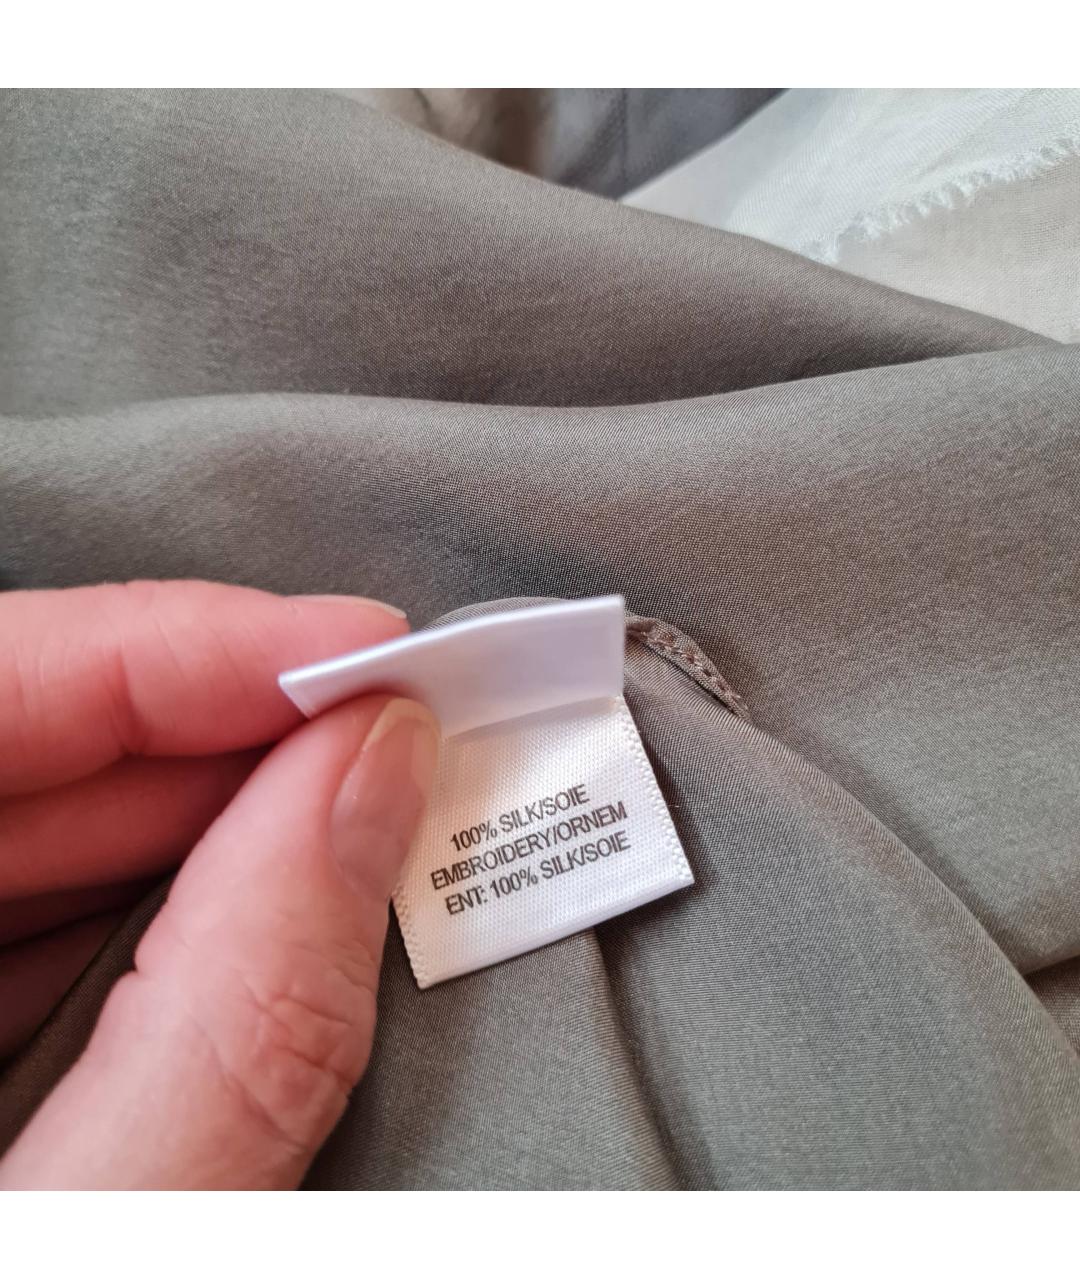 100% SILK/SOIE
EMBROIDERY/ORNEM
ENT: 100% SILK/SOIE